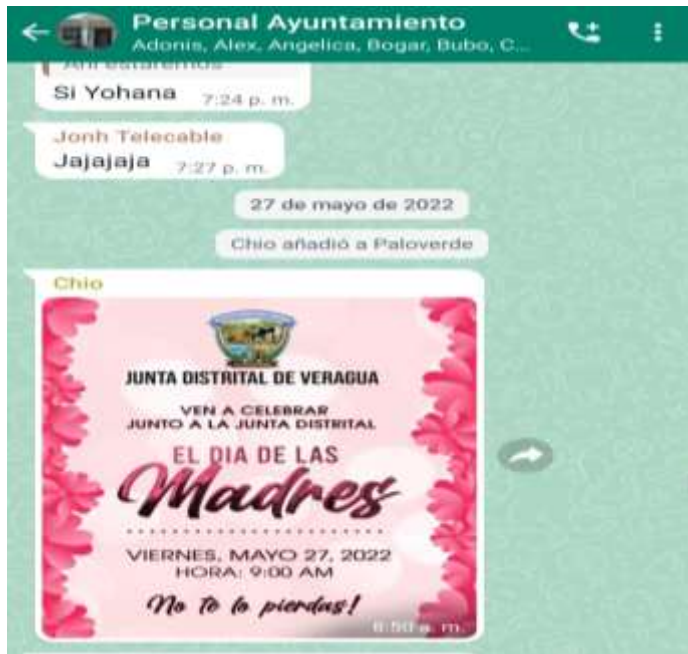 Personal Ayuntamiento
Adonis, Alex, Angelica, Bogar, Bubo, C...
Ahi estaremos
Si Yohana 7:24 p. m.
Jonh Telecable
Jajajaja 7:27 p. m.
27 de mayo de 2022
Chio añadió a Paloverde
Chio
JUNTA DISTRITAL DE VERAGUA
VEN A CELEBRAR
JUNTO A LA JUNTA DISTRITAL
EL DIA DE LAS
Madres
VIERNES, MAYO 27, 2022
HORA: 9:00 AM
No te lo pierdas!
6:50 a. m.